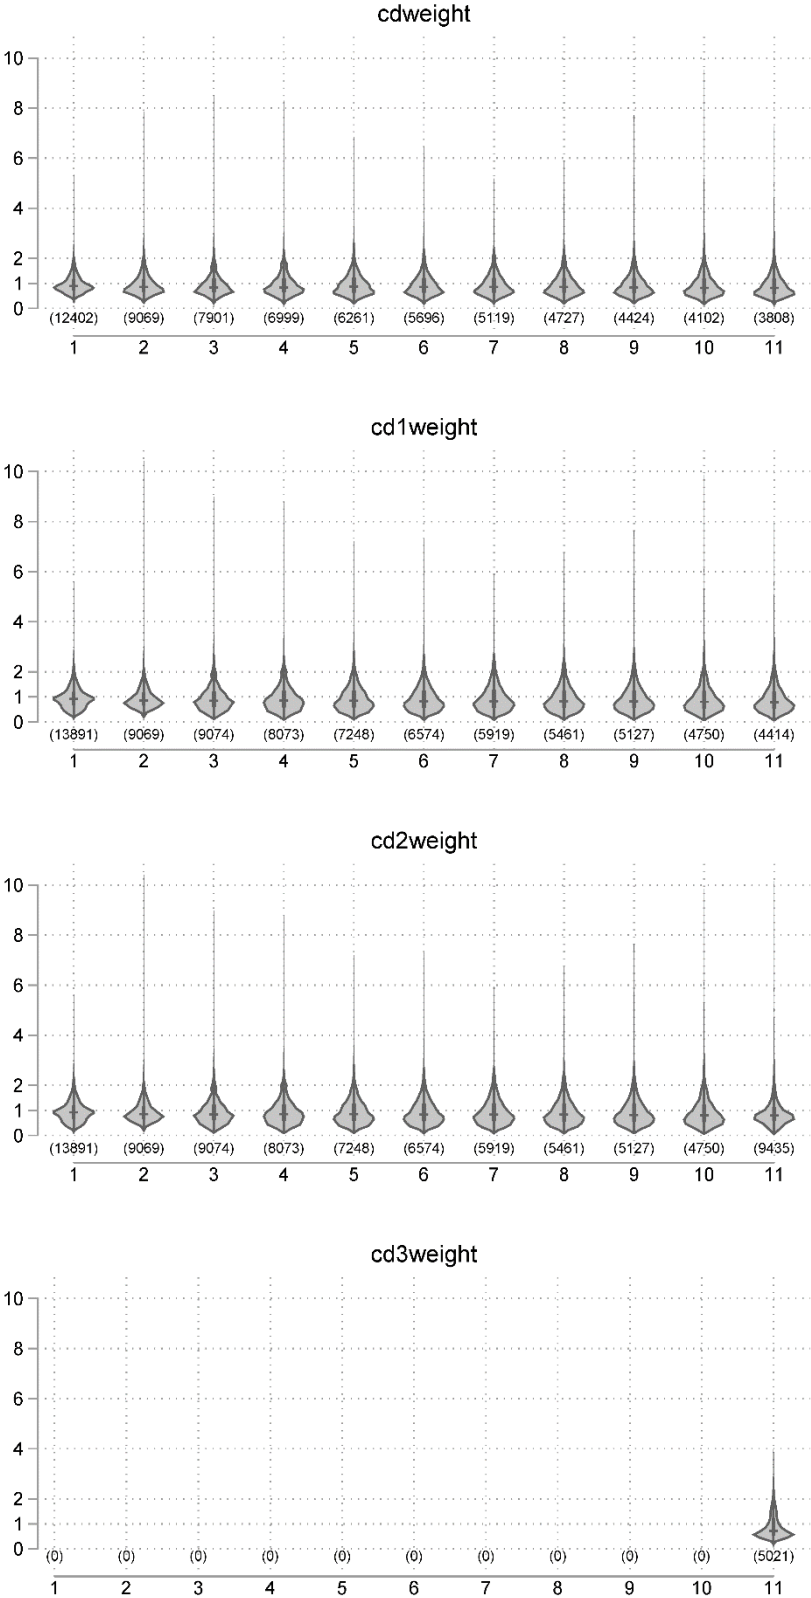 cdweight
10
8
6
4
2
1
0
(12402) (9069) (7901) (6999) (6261) (5696) (5119) (4727) (4424) (4102) (3808)
1 2 3 4 5 6 7 8 9 10 11
cd1weight
10
8
6
4
2
1
0
(13891) (9069) (9074) (8073) (7248) (6574) (5919) (5461) (5127) (4750) (4414)
1 2 3 4 5 6 7 8 9 10 11
cd2weight
10
8
6
4
2
1
0
(13891) (9069) (9074) (8073) (7248) (6574) (5919) (5461) (5127) (4750) (9435)
1 2 3 4 5 6 7 8 9 10 11
cd3weight
10
8
6
4
2
1
0
(0) (0) (0) (0) (0) (0) (0) (0) (0) (0) (5021)
1 2 3 4 5 6 7 8 9 10 11